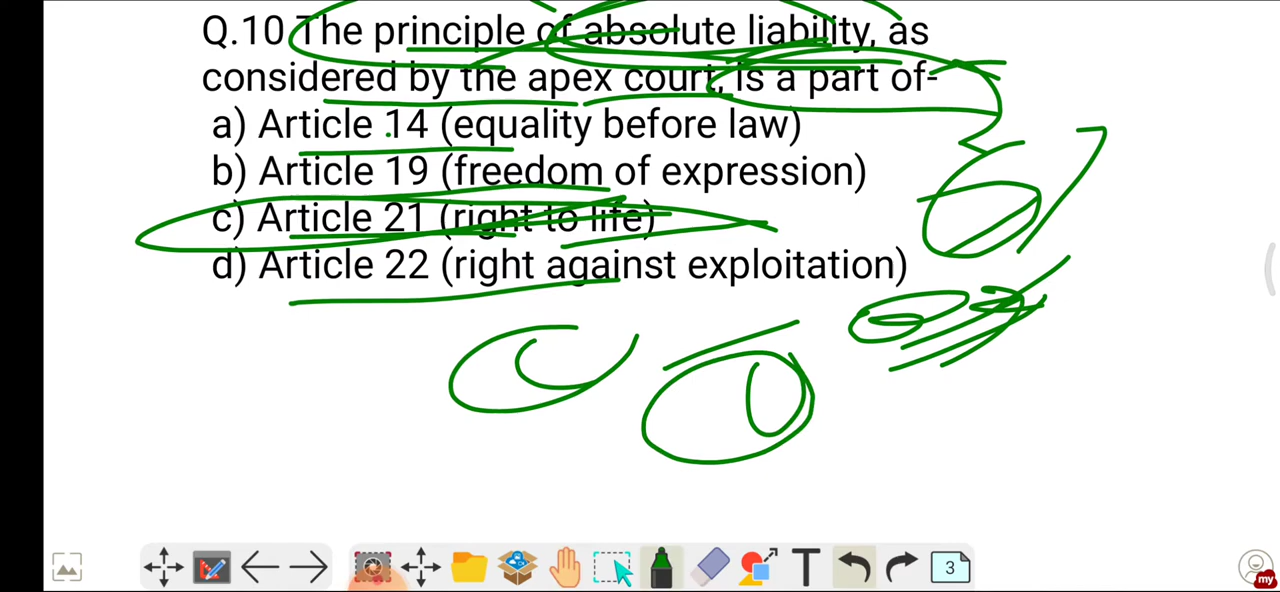 Q.10 The principle of absolute liability, as
considered by the apex court, is a part of-
a) Article 14 (equality before law)
b) Article 19 (freedom of expression)
c) Article 21 (right to life)
d) Article 22 (right against exploitation)
T
3
my